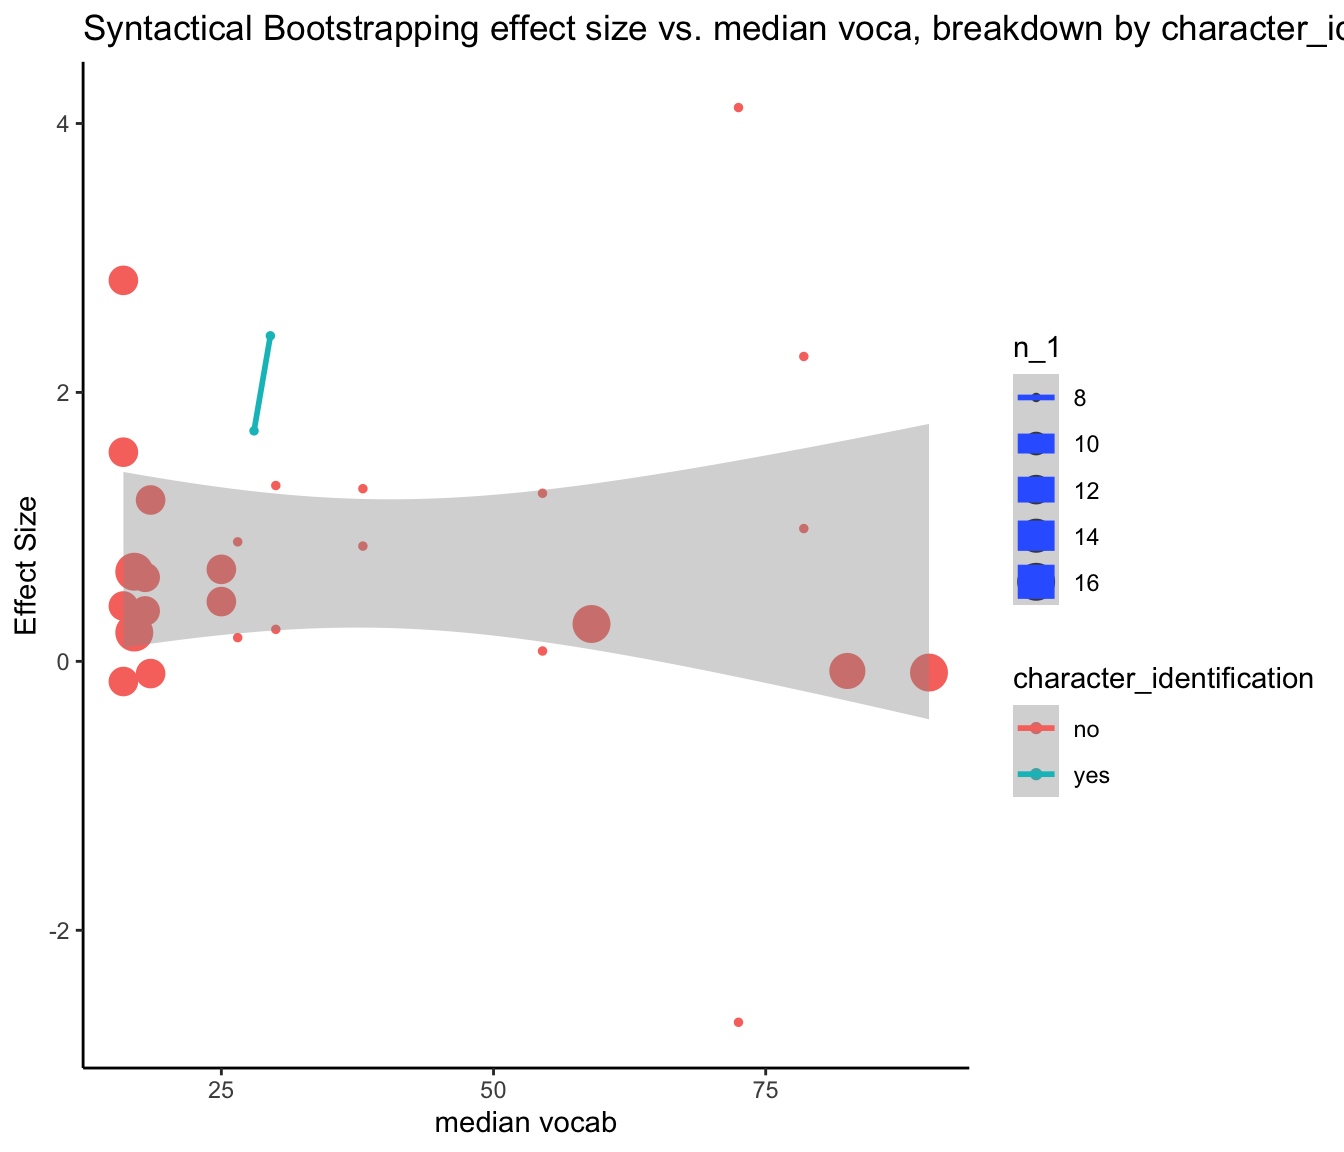 Syntactical Bootstrapping effect size vs. median voca, breakdown by character_id
4
2
0
-2
Effect Size
25 50 75
median vocab
n_1
8
10
12
14
16
character_identification
no
yes